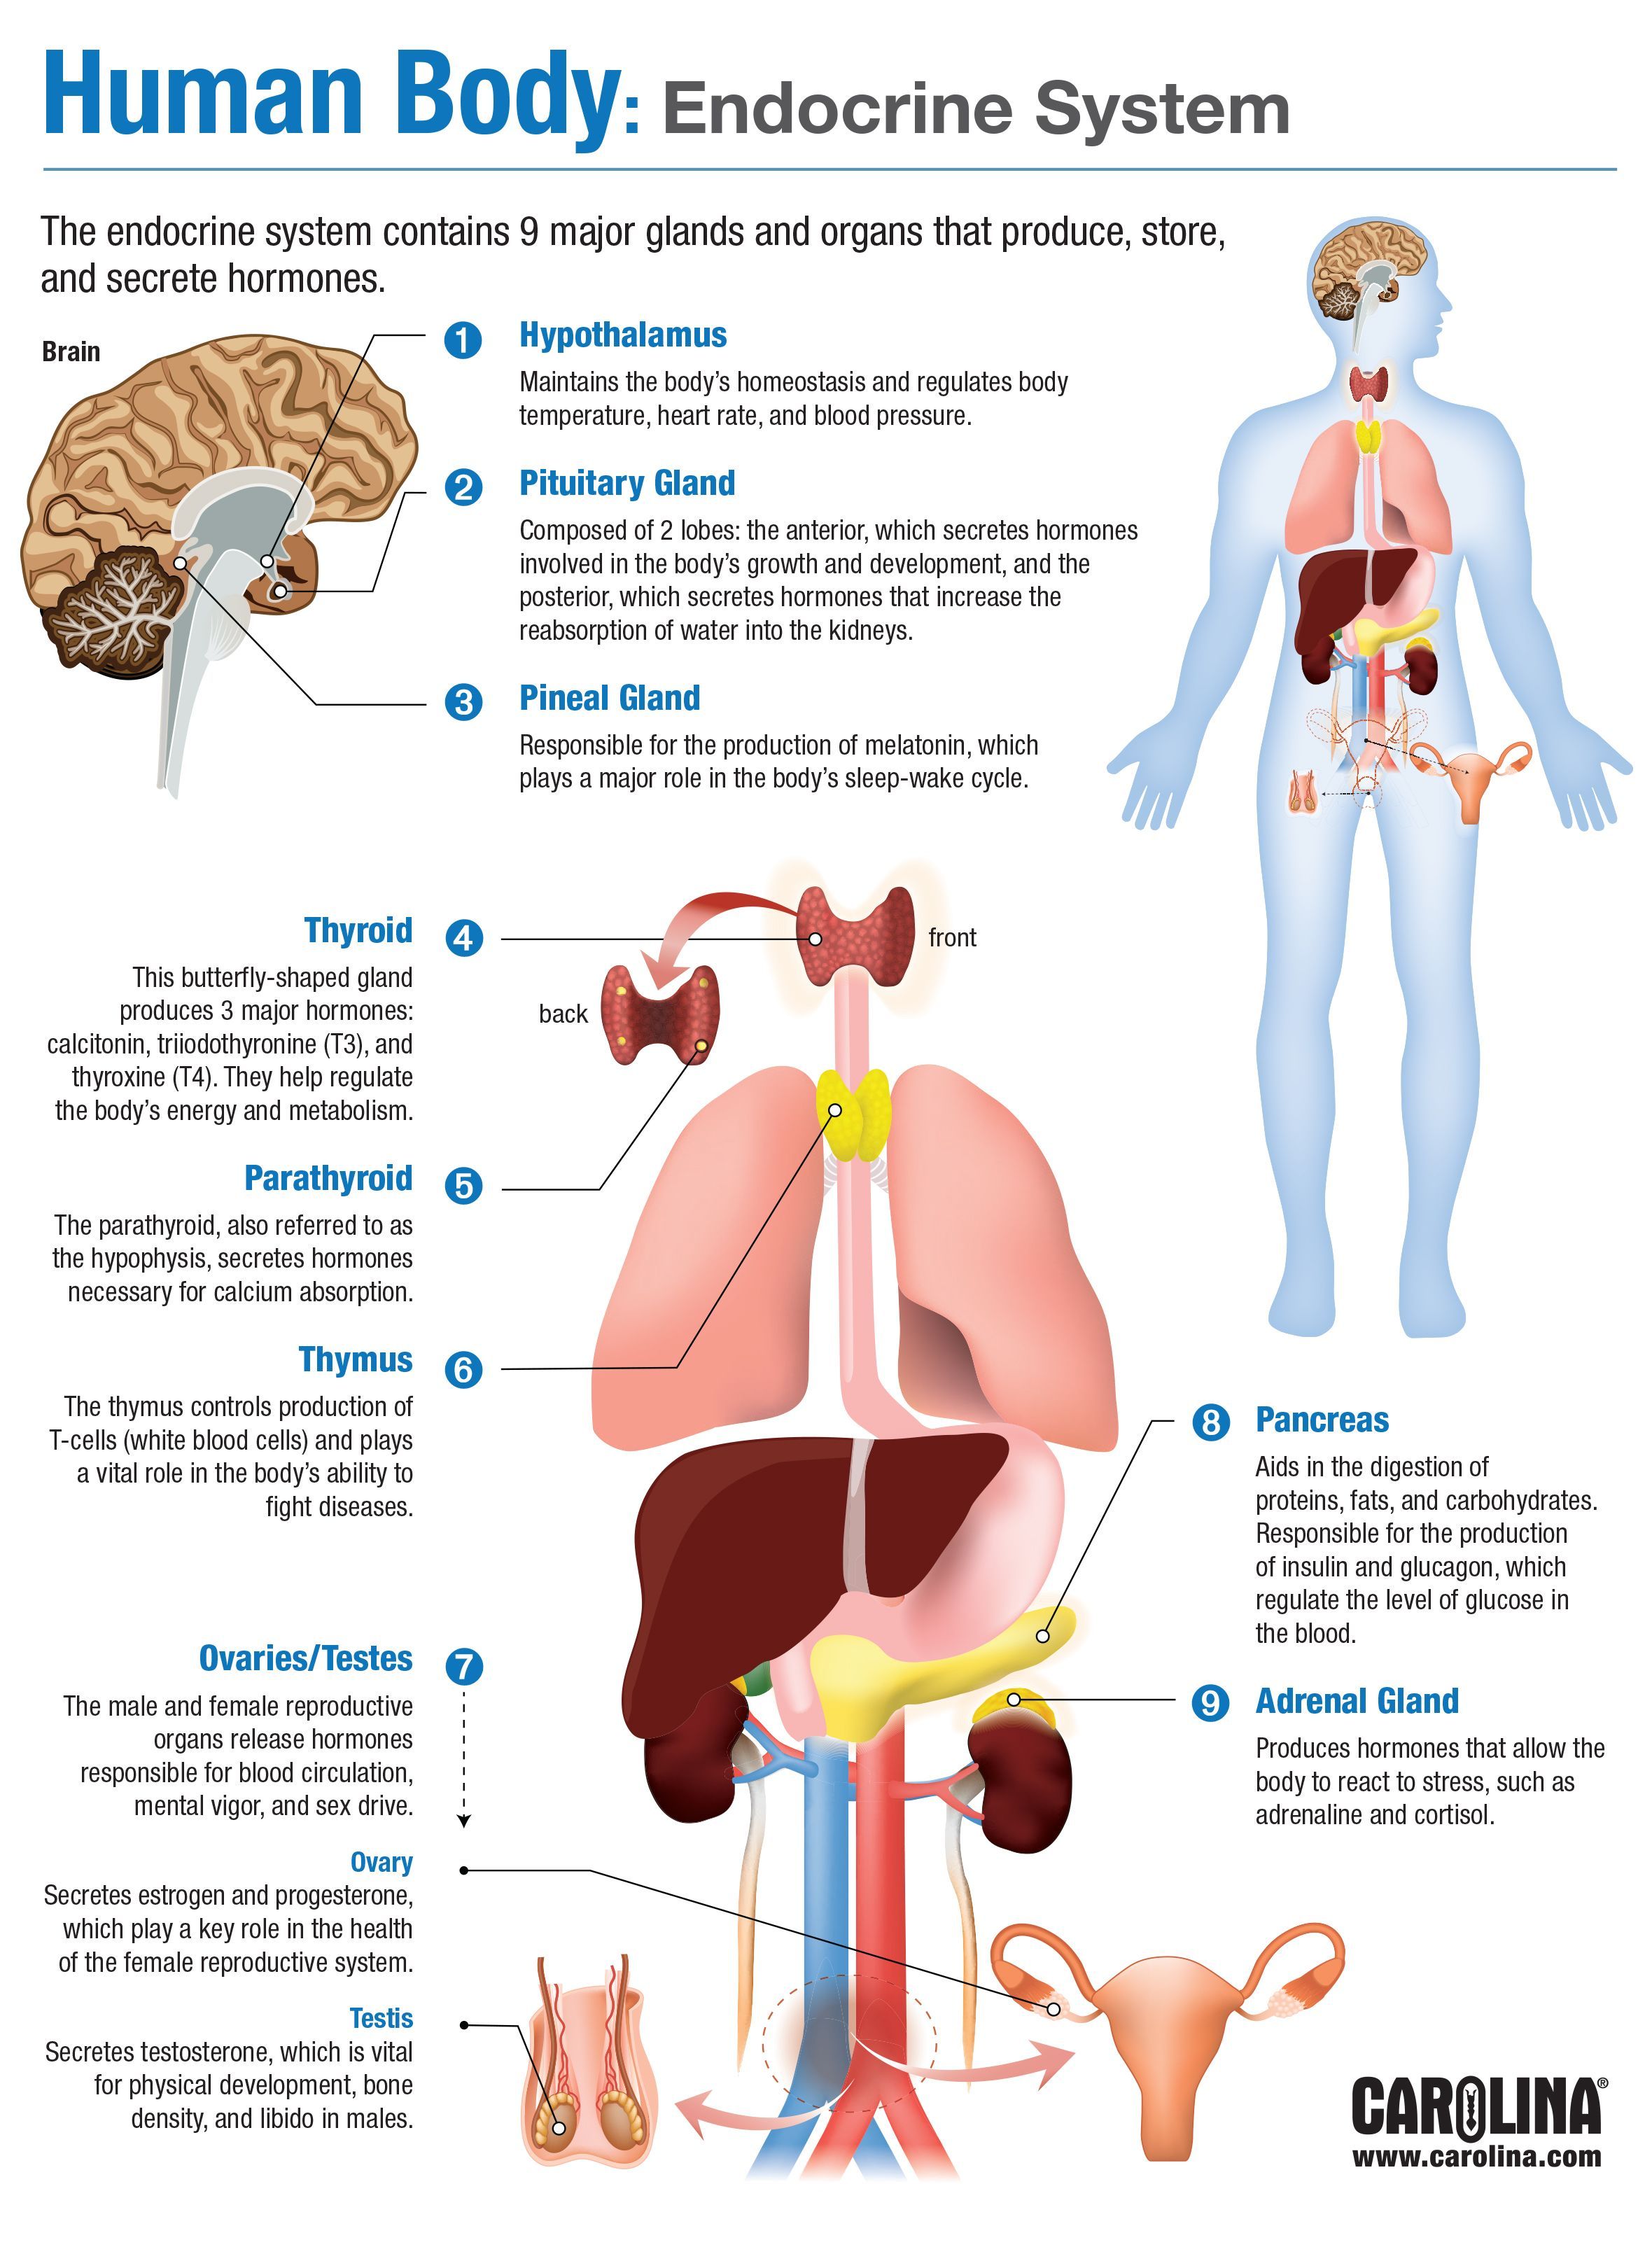 Human Body: Endocrine System
The endocrine system contains 9 major glands and organs that produce, store,
and secrete hormones.
Brain
1 Hypothalamus
Maintains the body’s homeostasis and regulates body
temperature, heart rate, and blood pressure.
2 Pituitary Gland
Composed of 2 lobes: the anterior, which secretes hormones
involved in the body’s growth and development, and the
posterior, which secretes hormones that increase the
reabsorption of water into the kidneys.
3 Pineal Gland
Responsible for the production of melatonin, which
plays a major role in the body’s sleep-wake cycle.
Thyroid 4
This butterfly-shaped gland
produces 3 major hormones:
calcitonin, triiodothyronine (T3), and
thyroxine (T4). They help regulate
the body’s energy and metabolism.
front
back
Parathyroid 5
The parathyroid, also referred to as
the hypophysis, secretes hormones
necessary for calcium absorption.
Thymus 6
The thymus controls production of
T-cells (white blood cells) and plays
a vital role in the body’s ability to
fight diseases.
Ovaries/Testes 7
The male and female reproductive
organs release hormones
responsible for blood circulation,
mental vigor, and sex drive.
Ovary
Secretes estrogen and progesterone,
which play a key role in the health
of the female reproductive system.
Testis
Secretes testosterone, which is vital
for physical development, bone
density, and libido in males.
8 Pancreas
Aids in the digestion of
proteins, fats, and carbohydrates.
Responsible for the production
of insulin and glucagon, which
regulate the level of glucose in
the blood.
9 Adrenal Gland
Produces hormones that allow the
body to react to stress, such as
adrenaline and cortisol.
CAROLINA®
www.carolina.com